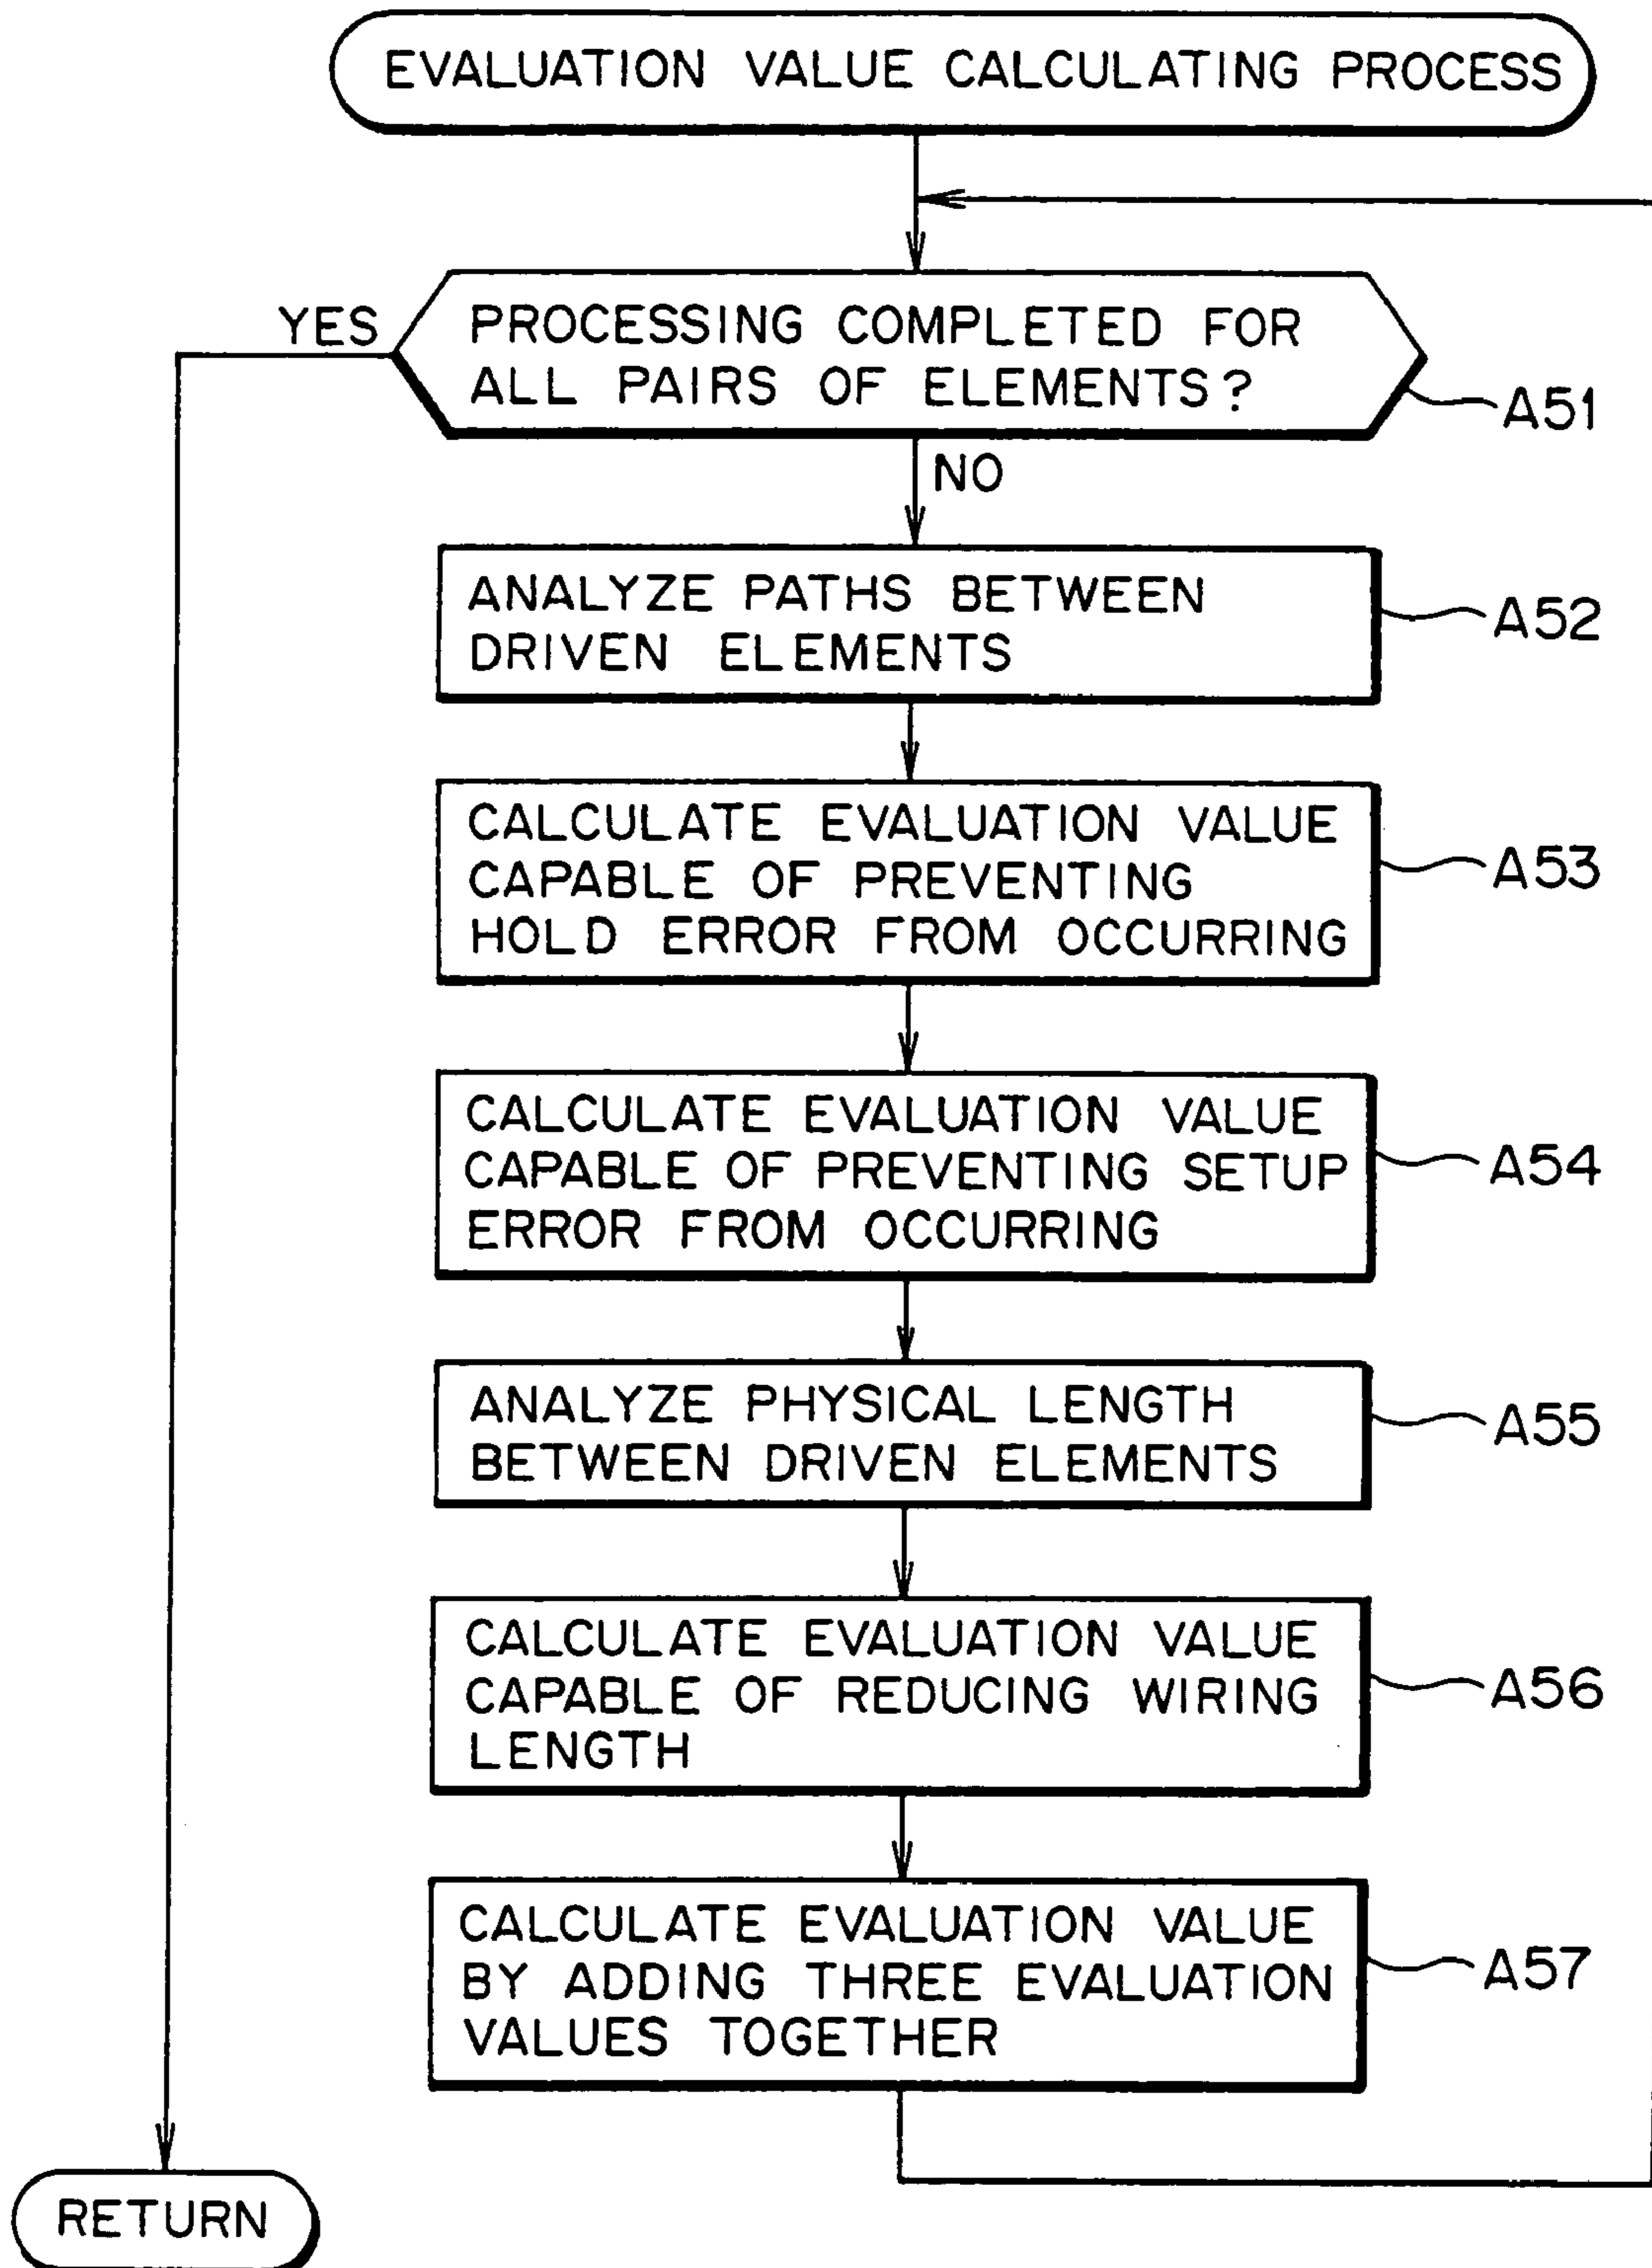 EVALUATION VALUE CALCULATING PROCESS
YES
PROCESSING COMPLETED FOR
ALL PAIRS OF ELEMENTS?
A51
NO
ANALYZE PATHS BETWEEN
DRIVEN ELEMENTS
A52
CALCULATE EVALUATION VALUE
CAPABLE OF PREVENTING
HOLD ERROR FROM OCCURRING
A53
CALCULATE EVALUATION VALUE
CAPABLE OF PREVENTING SETUP
ERROR FROM OCCURRING
A54
ANALYZE PHYSICAL LENGTH
BETWEEN DRIVEN ELEMENTS
A55
CALCULATE EVALUATION VALUE
CAPABLE OF REDUCING WIRING
LENGTH
A56
CALCULATE EVALUATION VALUE
BY ADDING THREE EVALUATION
VALUES TOGETHER
A57
RETURN